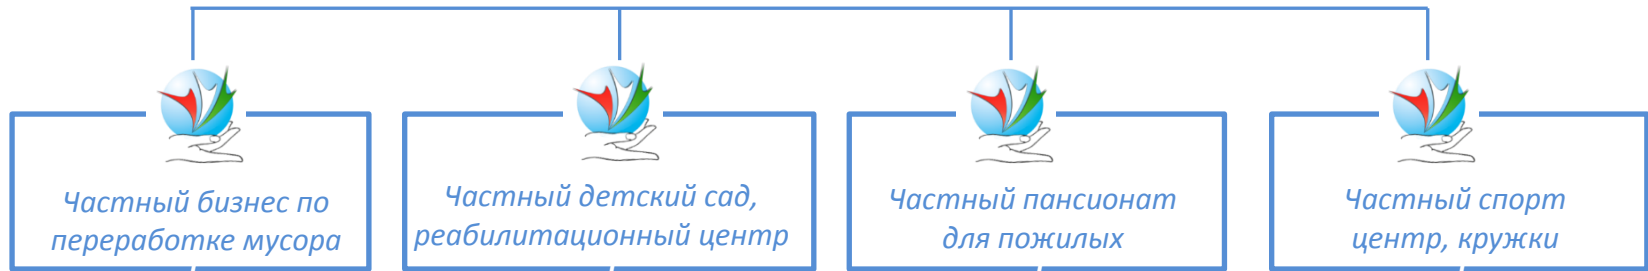 Частный бизнес по
переработке мусора
Частный детский сад,
реабилитационный центр
Частный пансионат
для пожилых
Частный спорт
центр, кружки